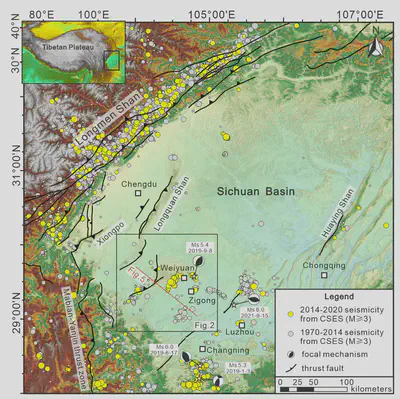 80°E
100°E
105°00'E
107°00'E
40°N
30°N
31°00'N
29°00'N
Tibetan Plateau
N
Longmen Shan
Chengdu
Longquan Shan
Sichuan Basin
Xiongpo
Huaying Shan
Ms 5.4
2019-9-8
Weiyuan
Fig.5
Zigong
Fig.2
Chongqing
Ms 6.0
2021-9-15
Luzhou
Mabian-Yanjin thrust zone
Ms 6.0
2019-6-17
Changning
Ms 5.3
2019-1-3
Legend
2014-2020 seismicity
from CSES (M≥3)
1970-2014 seismicity
from CSES (M≥3)
focal mechanism
thrust fault
0 25 50 100
kilometers